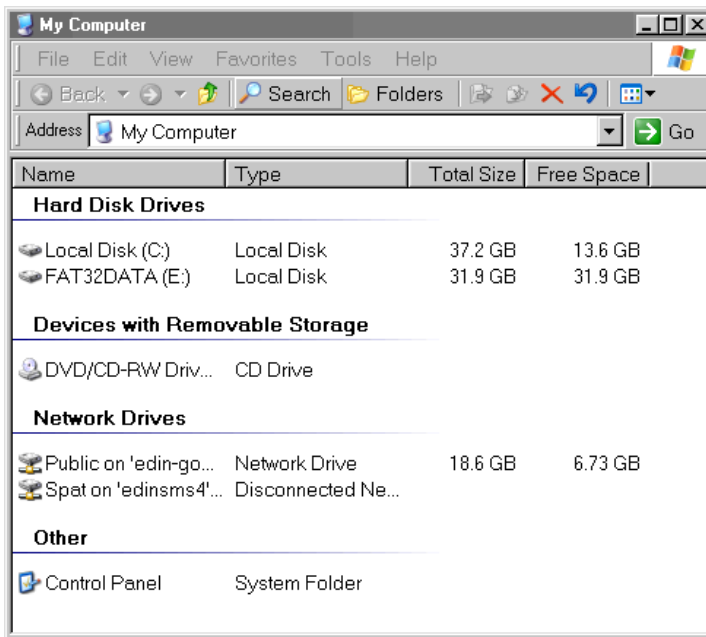 My Computer
File Edit View Favorites Tools Help
Back Search Folders
Address My Computer Go
Name Type Total Size Free Space
Hard Disk Drives
Local Disk (C:) Local Disk 37.2 GB 13.6 GB
FAT32DATA (E:) Local Disk 31.9 GB 31.9 GB
Devices with Removable Storage
DVD/CD-RW Driv... CD Drive
Network Drives
Public on 'edin-go... Network Drive 18.6 GB 6.73 GB
Spat on 'edinsms4'... Disconnected Ne...
Other
Control Panel System Folder